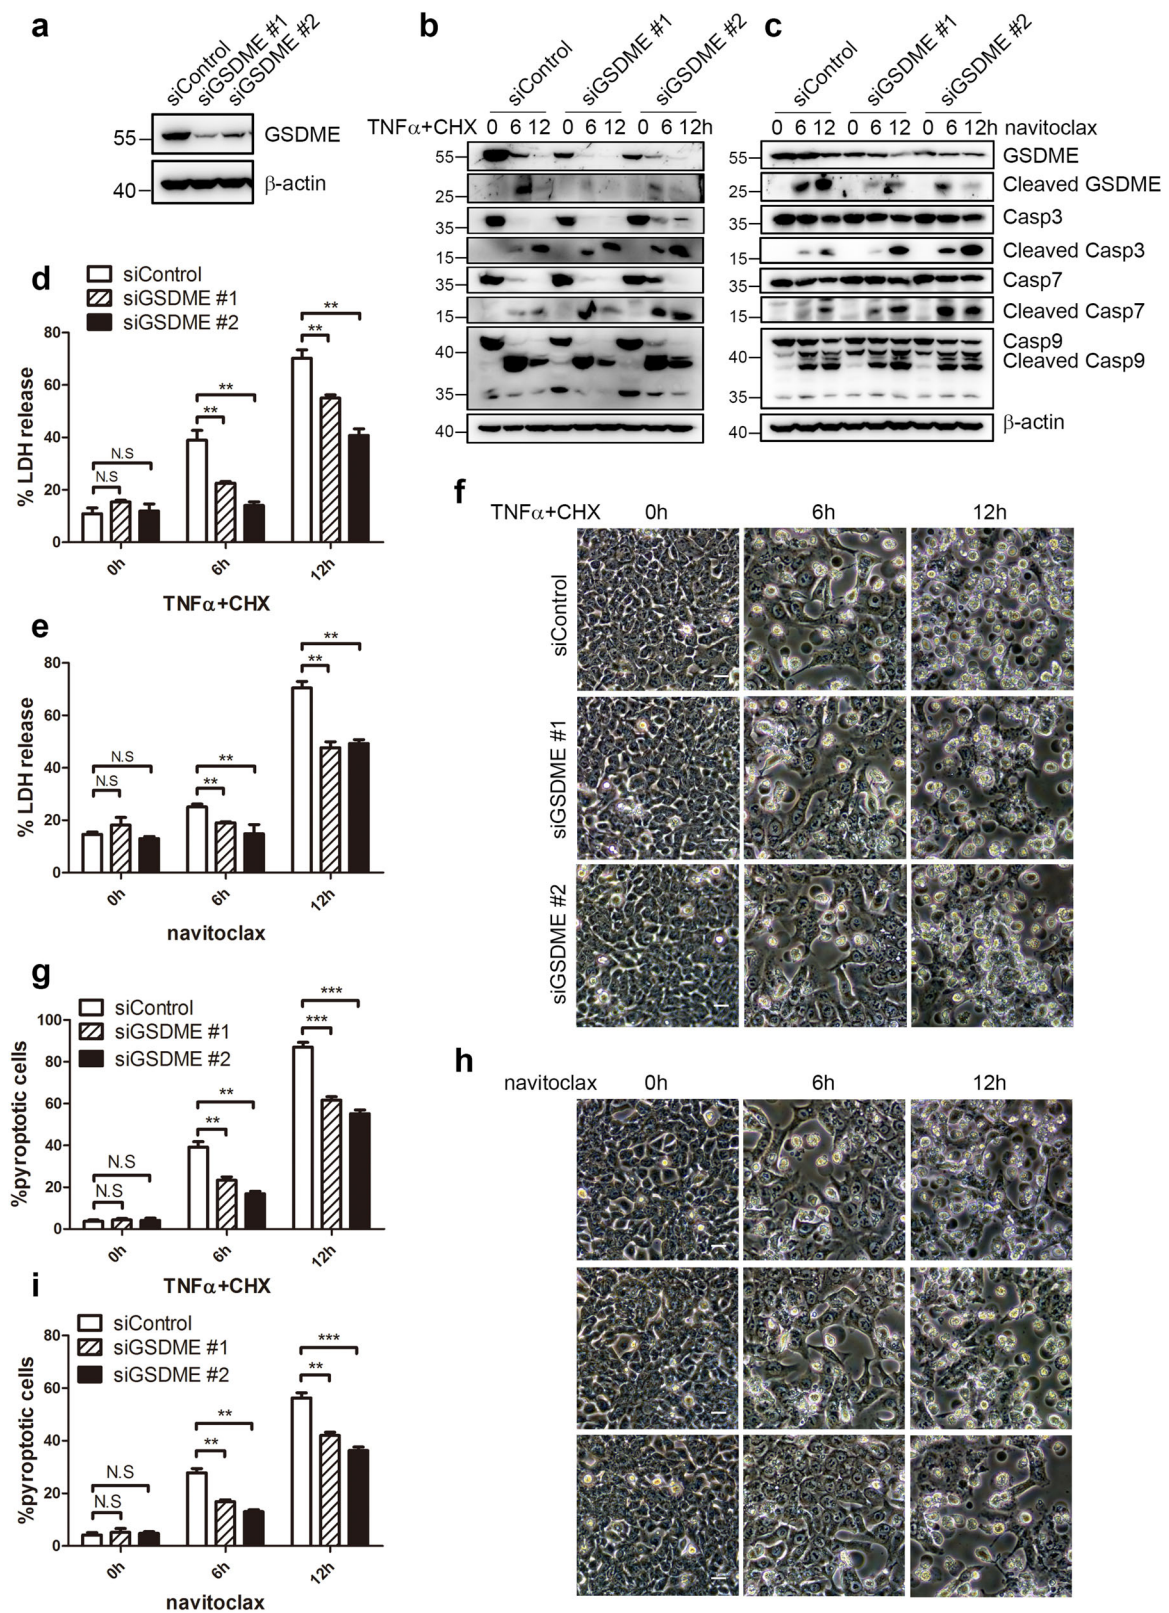 a
siControl
siGSDME #1
siGSDME #2
55
GSDME
40
β-actin
b
siControl
siGSDME #1
siGSDME #2
TNFα+CHX 0 6 12 0 6 12 0 6 12h
55
25
35
15
35
15
40
35
40
c
siControl
siGSDME #1
siGSDME #2
0 6 12 0 6 12 0 6 12h navitoclax
55 GSDME
25 Cleaved GSDME
35 Casp3
15 Cleaved Casp3
35 Casp7
15 Cleaved Casp7
Casp9
40 Cleaved Casp9
35
40 β-actin
d
siControl
siGSDME #1
siGSDME #2
% LDH release
80
60
40
20
0
N.S
N.S
**
**
**
**
0h 6h 12h
TNFα+CHX
e
% LDH release
80
60
40
20
0
N.S
N.S
**
**
**
**
0h 6h 12h
navitoclax
f
TNFα+CHX 0h 6h 12h
siControl
siGSDME #1
siGSDME #2
g
siControl
siGSDME #1
siGSDME #2
%pyroptotic cells
100
80
60
40
20
0
N.S
N.S
**
**
***
***
0h 6h 12h
TNFα+CHX
h
navitoclax 0h 6h 12h
i
siControl
siGSDME #1
siGSDME #2
%pyroptotic cells
80
60
40
20
0
N.S
N.S
**
**
***
**
0h 6h 12h
navitoclax